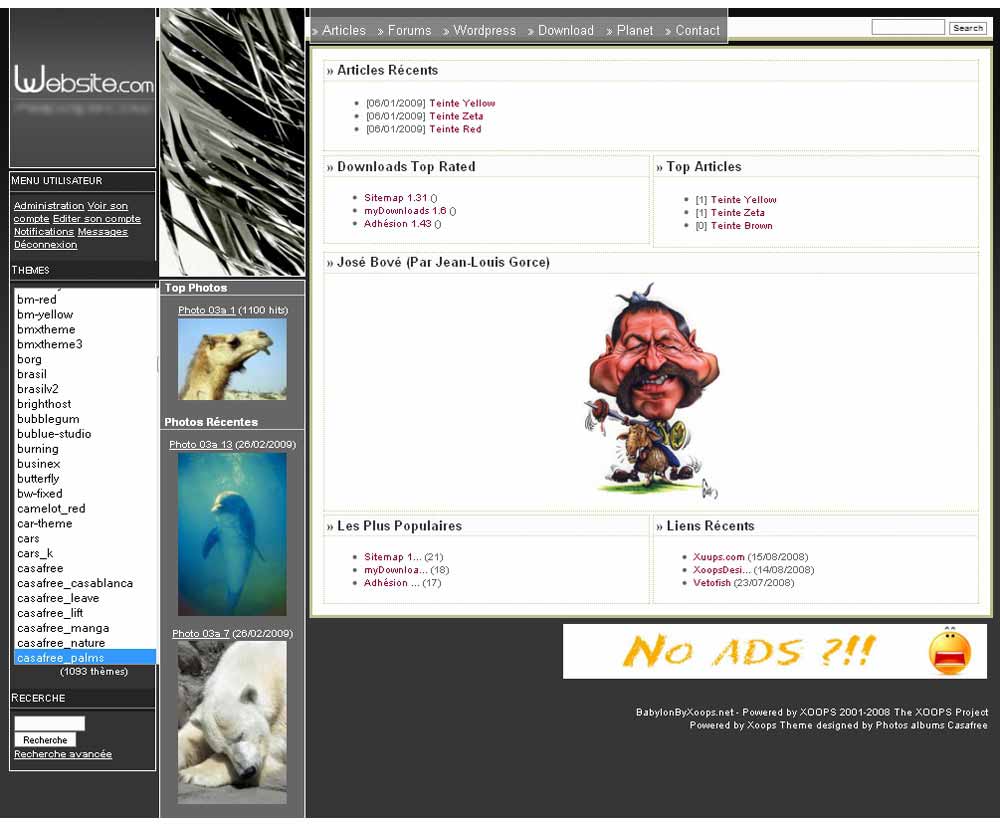 » Articles » Forums » Wordpress » Download » Planet » Contact
Search
Website.com
MENU UTILISATEUR
Administration Voir son
compte Editer son compte
Notifications Messages
Déconnexion
THEMES
bm-red
bm-yellow
bmxtheme
bmxtheme3
borg
brasil
brasilv2
brighthost
bubblegum
bublue-studio
burning
businex
butterfly
bw-fixed
camelot_red
car-theme
cars
cars_k
casafree
casafree_casablanca
casafree_leave
casafree_lift
casafree_manga
casafree_nature
casafree_palms
(1093 thèmes)
RECERCHE
Recherche
Recherche avancée
Top Photos
Photo 03a 1 (1100 hits)
Photos Récentes
Photo 03a 13 (26/02/2009)
Photo 03a 7 (26/02/2009)
» Articles Récents
[06/01/2009] Teinte Yellow
[06/01/2009] Teinte Zeta
[06/01/2009] Teinte Red
» Downloads Top Rated
Sitemap 1.31 ()
myDownloads 1.6 ()
Adhésion 1.43 ()
» Top Articles
[1] Teinte Yellow
[1] Teinte Zeta
[0] Teinte Brown
» José Bové (Par Jean-Louis Gorce)
» Les Plus Populaires
Sitemap 1... (21)
myDownloa... (18)
Adhésion ... (17)
» Liens Récents
Xuups.com (15/08/2008)
XoopsDesi... (14/08/2008)
Vetofish (23/07/2008)
No ADS ?!!
BabylonByXoops.net - Powered by XOOPS 2001-2008 The XOOPS Project
Powered by Xoops Theme designed by Photos albums Casafree